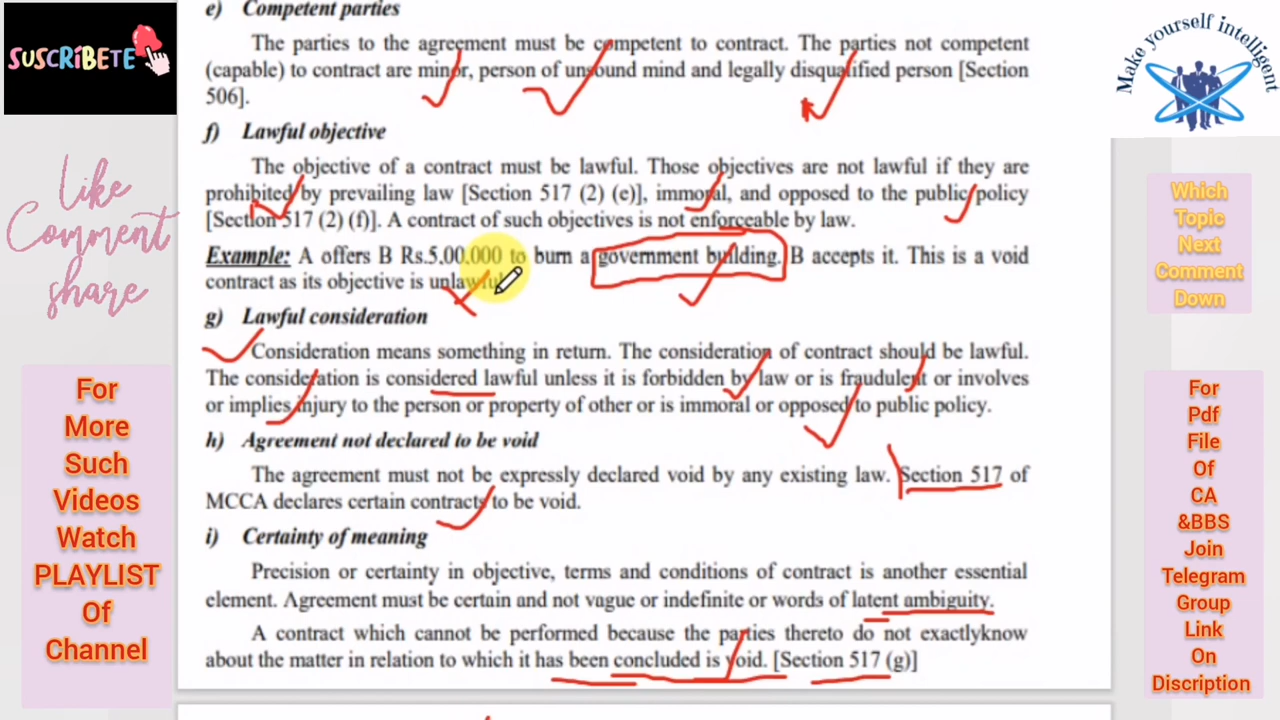 SUSCRÍBETE
Like
Comment
share
For
More
Such
Videos
Watch
PLAYLIST
Of
Channel
e) Competent parties
The parties to the agreement must be competent to contract. The parties not competent
(capable) to contract are minor, person of unsound mind and legally disqualified person [Section
506].
f) Lawful objective
The objective of a contract must be lawful. Those objectives are not lawful if they are
prohibited by prevailing law [Section 517 (2) (e)], immoral, and opposed to the public policy
[Section 517 (2) (f)]. A contract of such objectives is not enforceable by law.
Example: A offers B Rs.5,00,000 to burn a government building. B accepts it. This is a void
contract as its objective is unlawful.
g) Lawful consideration
Consideration means something in return. The consideration of contract should be lawful.
The consideration is considered lawful unless it is forbidden by law or is fraudulent or involves
or implies injury to the person or property of other or is immoral or opposed to public policy.
h) Agreement not declared to be void
The agreement must not be expressly declared void by any existing law. Section 517 of
MCCA declares certain contracts to be void.
i) Certainty of meaning
Precision or certainty in objective, terms and conditions of contract is another essential
element. Agreement must be certain and not vague or indefinite or words of latent ambiguity.
A contract which cannot be performed because the parties thereto do not exactlyknow
about the matter in relation to which it has been concluded is void. [Section 517 (g)]
Make yourself intelligent
Which
Topic
Next
Comment
Down
For
Pdf
File
Of
CA
&BBS
Join
Telegram
Group
Link
On
Discription